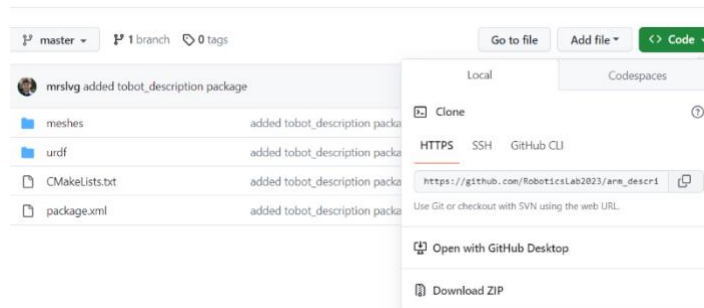 master 1 branch 0 tags Go to file Add file <> Code
mrslvg added tobot_description package
meshes added tobot_description packa
urdf added tobot_description packa
CMakeLists.txt added tobot_description packa
package.xml added tobot_description packa
Local Codespaces
Clone
HTTPS SSH GitHub CLI
https://github.com/RoboticsLab2023/arm_descri
Use Git or checkout with SVN using the web URL.
Open with GitHub Desktop
Download ZIP